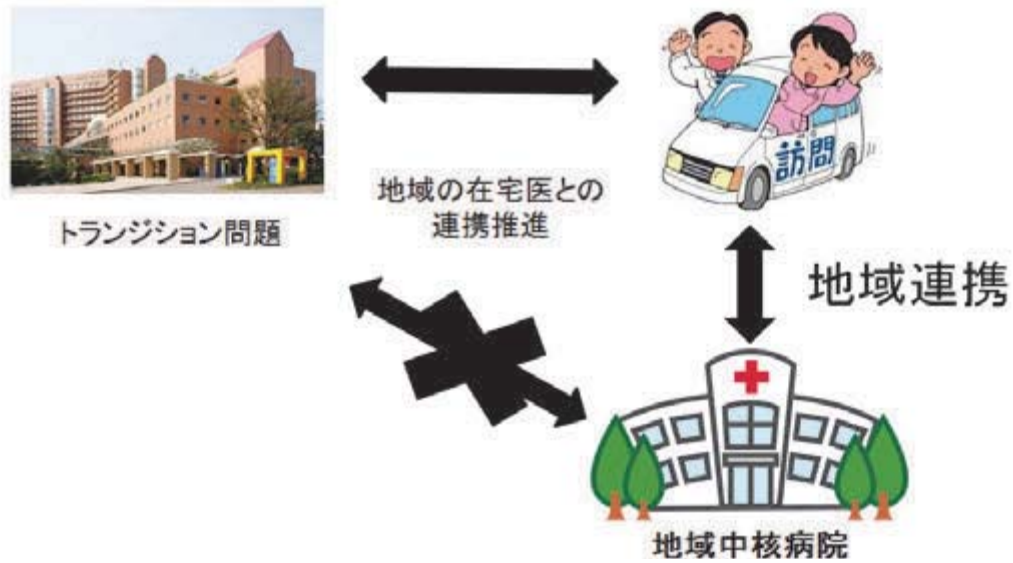 訪問
地域の在宅医との
連携推進
トランジション問題
地域連携
地域中核病院